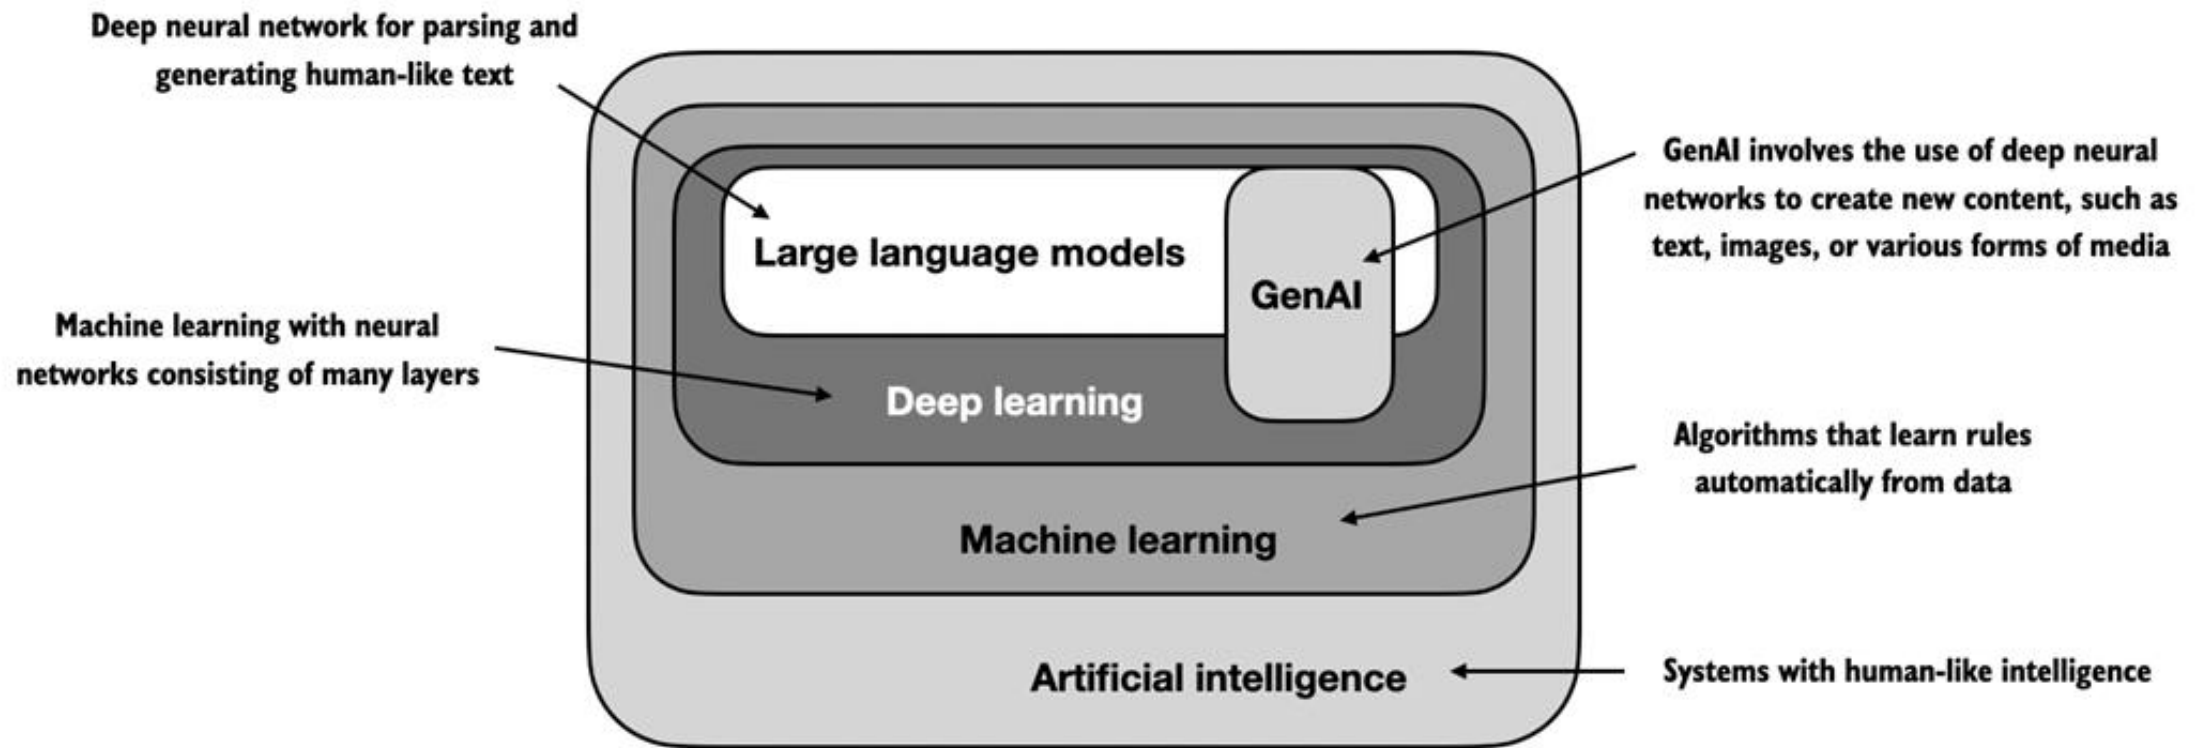 Deep neural network for parsing and
generating human-like text
GenAI involves the use of deep neural
networks to create new content, such as
text, images, or various forms of media
Large language models
GenAI
Machine learning with neural
networks consisting of many layers
Deep learning
Algorithms that learn rules
automatically from data
Machine learning
Artificial intelligence
Systems with human-like intelligence